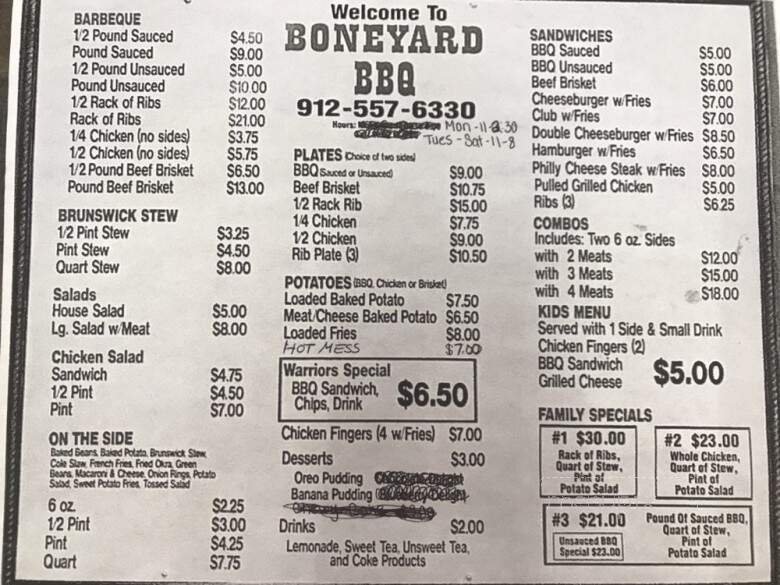 BARBEQUE
1/2 Pound Sauced $4.50
Pound Sauced $9.00
1/2 Pound Unsauced $5.00
Pound Unsauced $10.00
1/2 Rack of Ribs $12.00
Rack of Ribs $21.00
1/4 Chicken (no sides) $3.75
1/2 Chicken (no sides) $5.75
1/2 Pound Beef Brisket $6.50
Pound Beef Brisket $13.00
BRUNSWICK STEW
1/2 Pint Stew $3.25
Pint Stew $4.50
Quart Stew $8.00
Salads
House Salad $5.00
Lg. Salad w/Meat $8.00
Chicken Salad
Sandwich $4.75
1/2 Pint $4.50
Pint $7.00
ON THE SIDE
Baked Beans, Baked Potato, Brunswick Stew,
Cole Slaw, French Fries, Fried Okra, Green
Beans, Macaroni & Cheese, Onion Rings, Potato
Salad, Sweet Potato Fries, Tossed Salad
6 oz. $2.25
1/2 Pint $3.00
Pint $4.25
Quart $7.75
Welcome To
BONEYARD
BBQ
912-557-6330
Hours: Mon -11-2:30
Tues - Sat -11-8
PLATES (Choice of two sides)
BBQ (Sauced or Unsauced) $9.00
Beef Brisket $10.75
1/2 Rack Rib $15.00
1/4 Chicken $7.75
1/2 Chicken $9.00
Rib Plate (3) $10.50
POTATOES (BBQ, Chicken or Brisket)
Loaded Baked Potato $7.50
Meat/Cheese Baked Potato $6.50
Loaded Fries $8.00
HOT MESS $7.00
Warriors Special
BBQ Sandwich,
Chips, Drink $6.50
Chicken Fingers (4 w/Fries) $7.00
Desserts $3.00
Oreo Pudding Chocolate Delight
Banana Pudding Blueberry Delight
Drinks $2.00
Lemonade, Sweet Tea, Unsweet Tea,
and Coke Products
SANDWICHES
BBQ Sauced $5.00
BBQ Unsauced $5.00
Beef Brisket $6.00
Cheeseburger w/Fries $7.00
Club w/Fries $7.00
Double Cheeseburger w/Fries $8.50
Hamburger w/Fries $6.50
Philly Cheese Steak w/Fries $8.00
Pulled Grilled Chicken $5.00
Ribs (3) $6.25
COMBOS
Includes: Two 6 oz. Sides
with 2 Meats $12.00
with 3 Meats $15.00
with 4 Meats $18.00
KIDS MENU
Served with 1 Side & Small Drink
Chicken Fingers (2)
BBQ Sandwich
Grilled Cheese $5.00
FAMILY SPECIALS
#1 $30.00
Rack of Ribs,
Quart of Stew,
Pint of
Potato Salad
#2 $23.00
Whole Chicken,
Quart of Stew,
Pint of
Potato Salad
#3 $21.00
Unsauced BBQ
Special $23.00
Pound Of Sauced BBQ,
Quart of Stew,
Pint of
Potato Salad